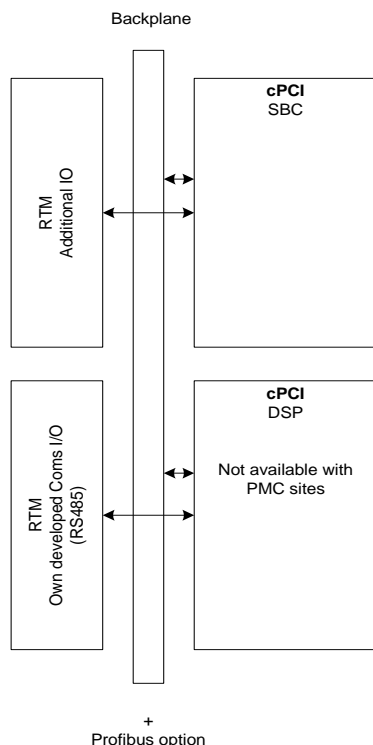 Backplane
RTM
Additional IO
cPCI
SBC
RTM
Own developed Coms I/O
(RS485)
cPCI
DSP
Not available with
PMC sites
+
Profibus option